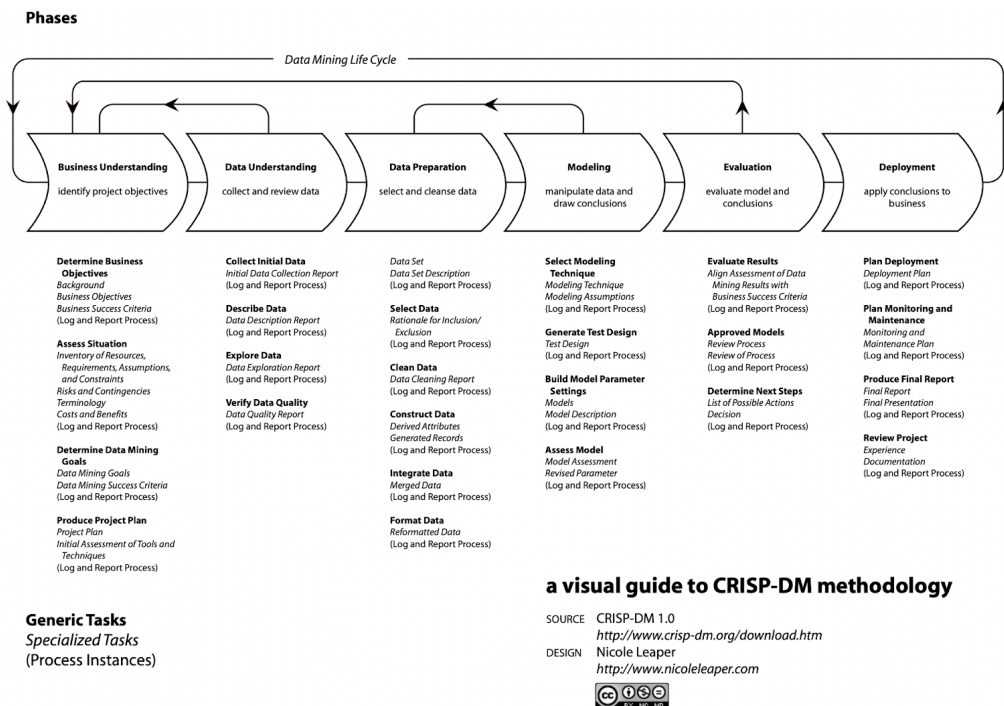 Phases
Data Mining Life Cycle
Business Understanding
identify project objectives
Data Understanding
collect and review data
Data Preparation
select and cleanse data
Modeling
manipulate data and
draw conclusions
Evaluation
evaluate model and
conclusions
Deployment
apply conclusions to
business
Determine Business
Objectives
Background
Business Objectives
Business Success Criteria
(Log and Report Process)
Assess Situation
Inventory of Resources,
Requirements, Assumptions,
and Constraints
Risks and Contingencies
Terminology
Costs and Benefits
(Log and Report Process)
Determine Data Mining
Goals
Data Mining Goals
Data Mining Success Criteria
(Log and Report Process)
Produce Project Plan
Project Plan
Initial Assessment of Tools and
Techniques
(Log and Report Process)
Collect Initial Data
Initial Data Collection Report
(Log and Report Process)
Describe Data
Data Description Report
(Log and Report Process)
Explore Data
Data Exploration Report
(Log and Report Process)
Verify Data Quality
Data Quality Report
(Log and Report Process)
Data Set
Data Set Description
(Log and Report Process)
Select Data
Rationale for Inclusion/
Exclusion
(Log and Report Process)
Clean Data
Data Cleaning Report
(Log and Report Process)
Construct Data
Derived Attributes
Generated Records
(Log and Report Process)
Integrate Data
Merged Data
(Log and Report Process)
Format Data
Reformatted Data
(Log and Report Process)
Select Modeling
Technique
Modeling Technique
Modeling Assumptions
(Log and Report Process)
Generate Test Design
Test Design
(Log and Report Process)
Build Model Parameter
Settings
Models
Model Description
(Log and Report Process)
Assess Model
Model Assessment
Revised Parameter
(Log and Report Process)
Evaluate Results
Align Assessment of Data
Mining Results with
Business Success Criteria
(Log and Report Process)
Approved Models
Review Process
Review of Process
(Log and Report Process)
Determine Next Steps
List of Possible Actions
Decision
(Log and Report Process)
Plan Deployment
Deployment Plan
(Log and Report Process)
Plan Monitoring and
Maintenance
Monitoring and
Maintenance Plan
(Log and Report Process)
Produce Final Report
Final Report
Final Presentation
(Log and Report Process)
Review Project
Experience
Documentation
(Log and Report Process)
Generic Tasks
Specialized Tasks
(Process Instances)
a visual guide to CRISP-DM methodology
SOURCE CRISP-DM 1.0
http://www.crisp-dm.org/download.htm
DESIGN Nicole Leaper
http://www.nicoleleaper.com
cc